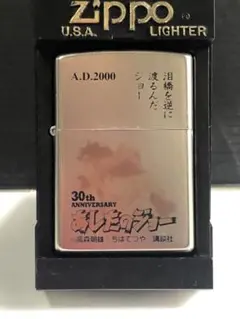 Zippo
U.S.A. LIGHTER
A.D.2000
泪橋を逆に
渡るんだ
ジョー
30th
ANNIVERSARY
あしたのジョー
高森朝雄・ちばてつや 講談社